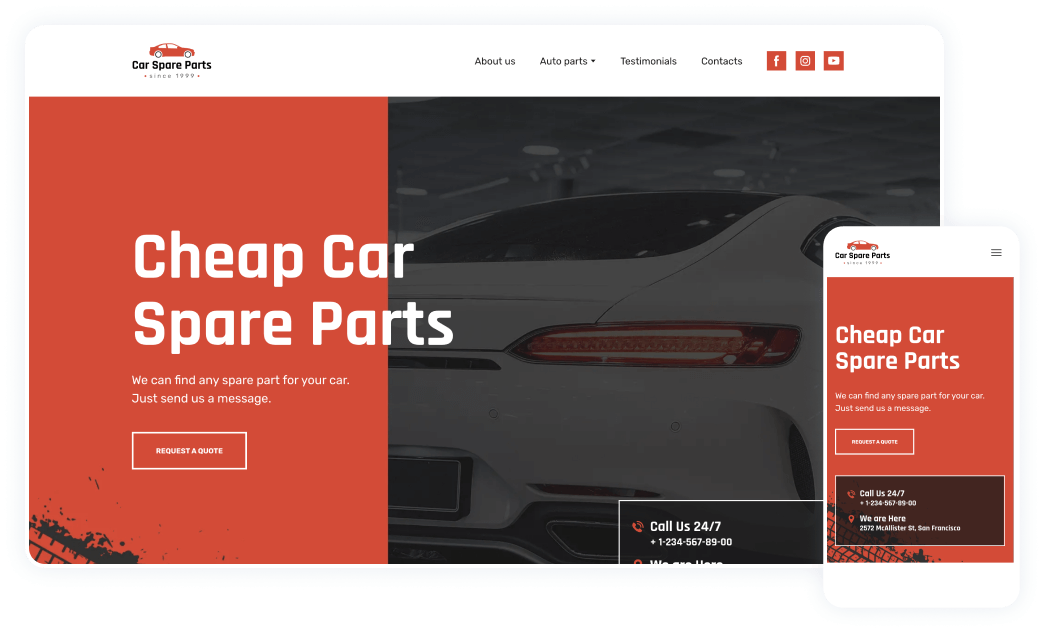 Car Spare Parts
since 1999
About us
Auto parts
Testimonials
Contacts
Cheap Car
Spare Parts
We can find any spare part for your car.
Just send us a message.
REQUEST A QUOTE
Call Us 24/7
+ 1-234-567-89-00
We are Here
Car Spare Parts
since 1999
Cheap Car
Spare Parts
We can find any spare part for your car.
Just send us a message.
REQUEST A QUOTE
Call Us 24/7
+ 1-234-567-89-00
We are Here
2572 McAllister St, San Francisco